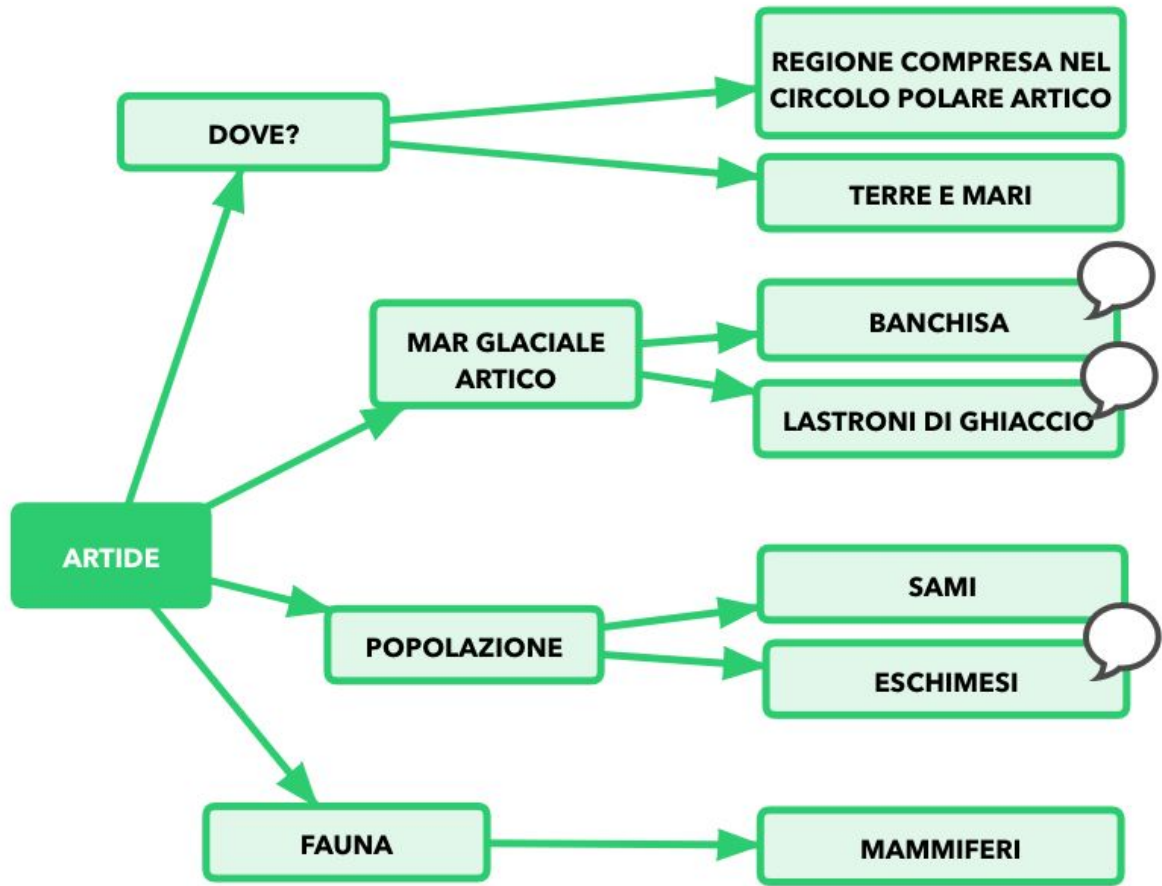 REGIONE COMPRESA NEL
CIRCOLO POLARE ARTICO
DOVE?
TERRE E MARI
BANCHISA
MAR GLACIALE
ARTICO
LASTRONI DI GHIACCIO
ARTIDE
SAMI
POPOLAZIONE
ESCHIMESI
FAUNA
MAMMIFERI